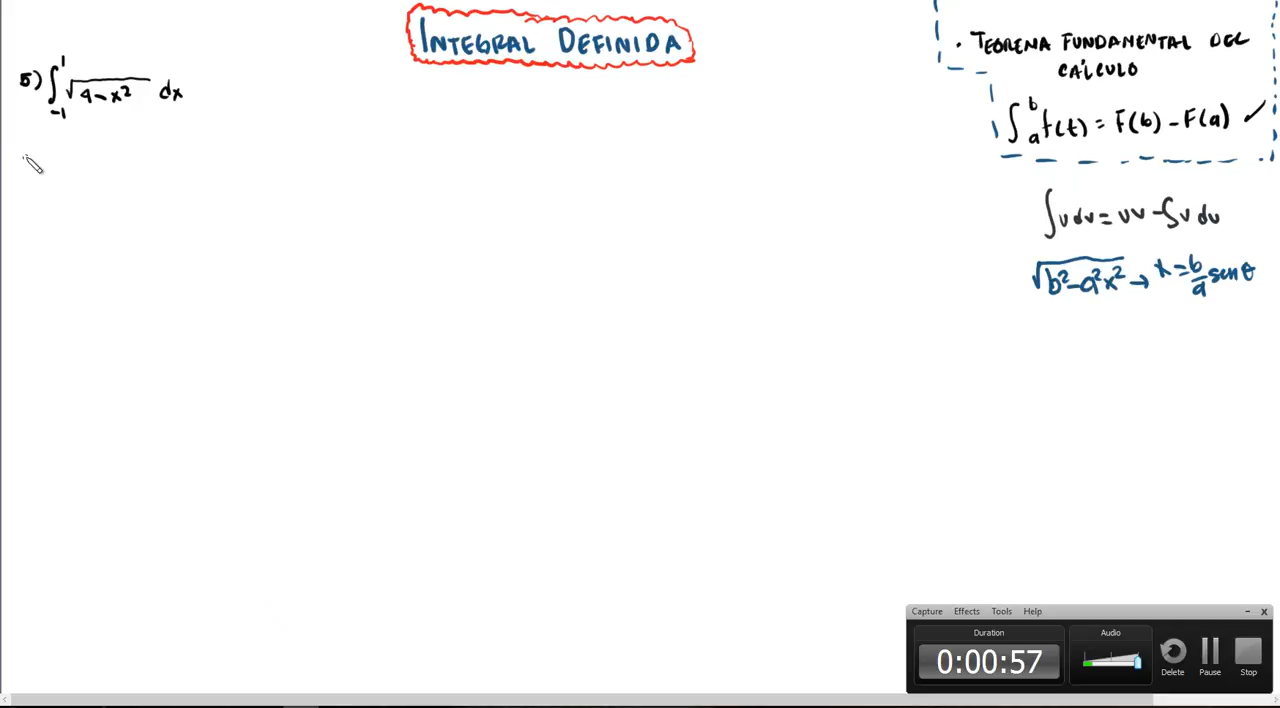 INTEGRAL DEFINIDA
5) ∫₋₁¹ √(4-x²) dx
· TEOREMA FUNDAMENTAL DEL
CÁLCULO
∫ₐᵇ f(t) = F(b) - F(a) ✓
∫u dv = uv - ∫v du
√(b²-a²x²) → x = b/a sen θ
Capture Effects Tools Help
Duration Audio
0:00:57
Delete Pause Stop